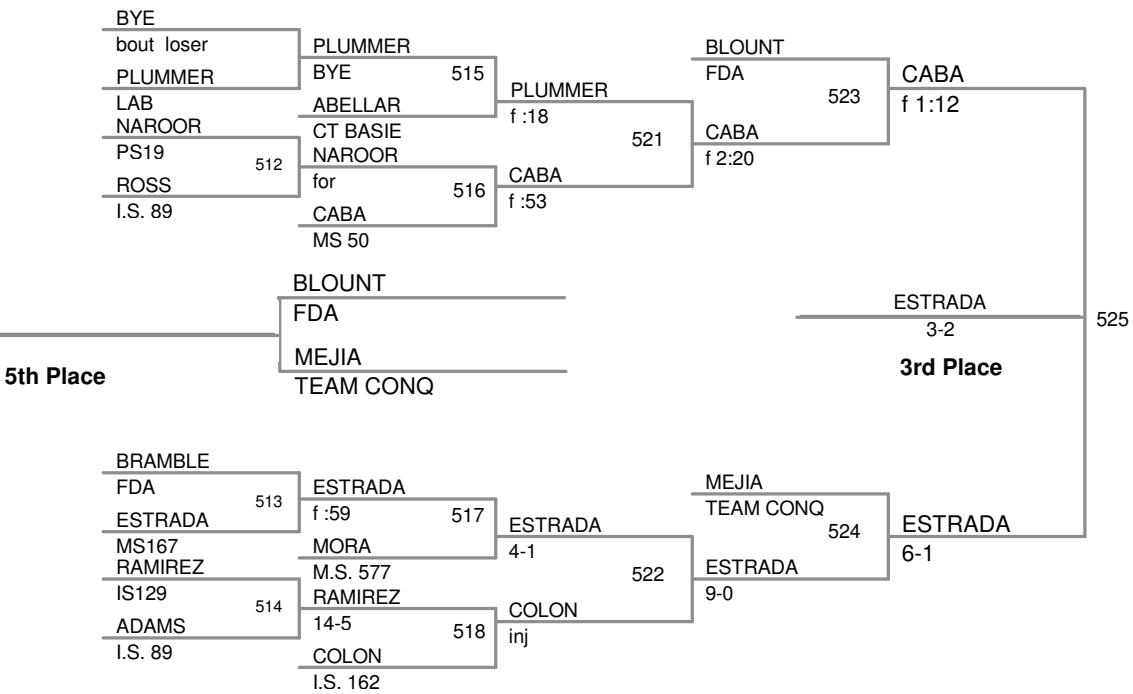 BYE
bout loser
PLUMMER
LAB
NAROOR
PS19
512
ROSS
I.S. 89
PLUMMER
BYE
515
ABELLAR
CT BASIE
NAROOR
for
516
CABA
MS 50
PLUMMER
f :18
521
CABA
f :53
BLOUNT
FDA
523
CABA
f 2:20
CABA
f 1:12
BLOUNT
FDA
MEJIA
TEAM CONQ
5th Place
ESTRADA
3-2
3rd Place
525
BRAMBLE
FDA
513
ESTRADA
MS167
RAMIREZ
IS129
514
ADAMS
I.S. 89
ESTRADA
f :59
517
MORA
M.S. 577
RAMIREZ
14-5
518
COLON
I.S. 162
ESTRADA
4-1
522
COLON
inj
MEJIA
TEAM CONQ
524
ESTRADA
9-0
ESTRADA
6-1